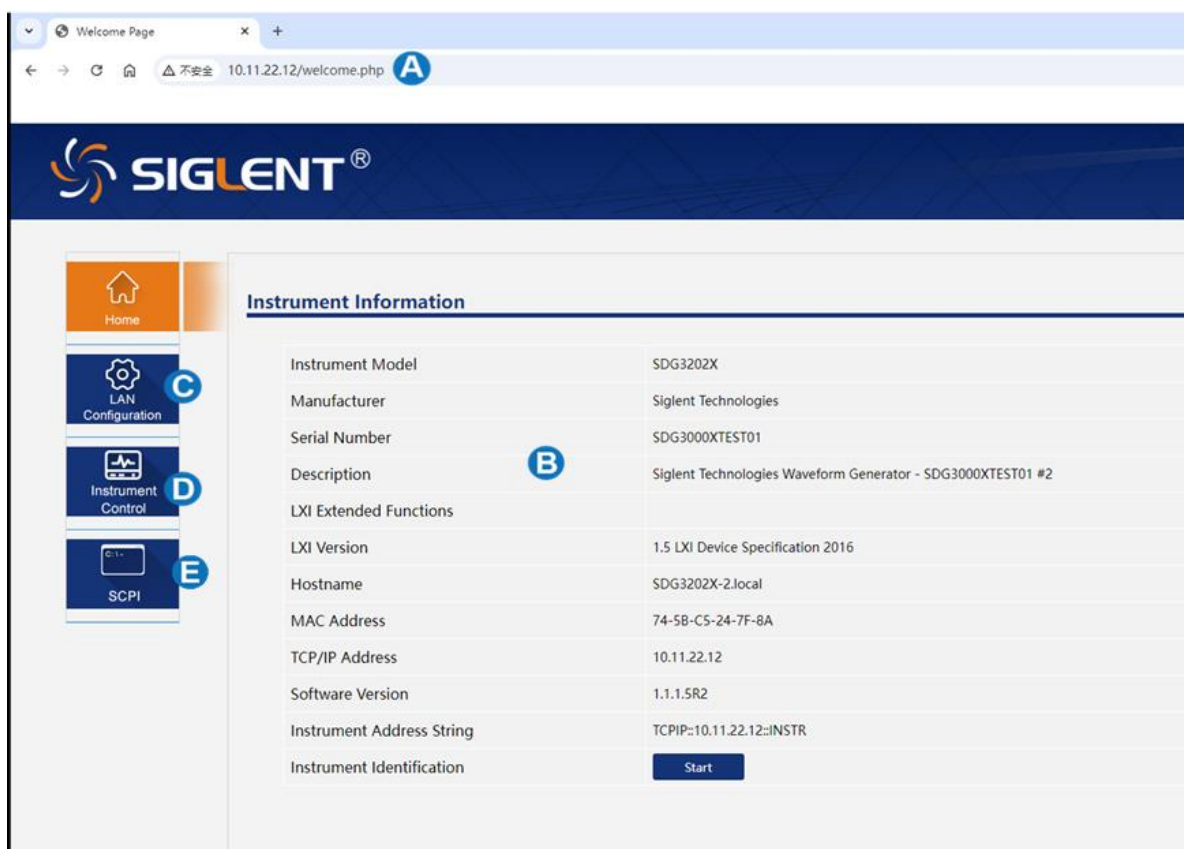 Welcome Page
不安全 10.11.22.12/welcome.php A
SIGLENT®
Home
LAN
Configuration
C
Instrument
Control
D
C:\-
SCPI
E
Instrument Information
Instrument Model SDG3202X
Manufacturer Siglent Technologies
Serial Number SDG3000XTEST01
B
Description Siglent Technologies Waveform Generator - SDG3000XTEST01 #2
LXI Extended Functions
LXI Version 1.5 LXI Device Specification 2016
Hostname SDG3202X-2.local
MAC Address 74-5B-C5-24-7F-8A
TCP/IP Address 10.11.22.12
Software Version 1.1.1.5R2
Instrument Address String TCPIP::10.11.22.12::INSTR
Instrument Identification Start